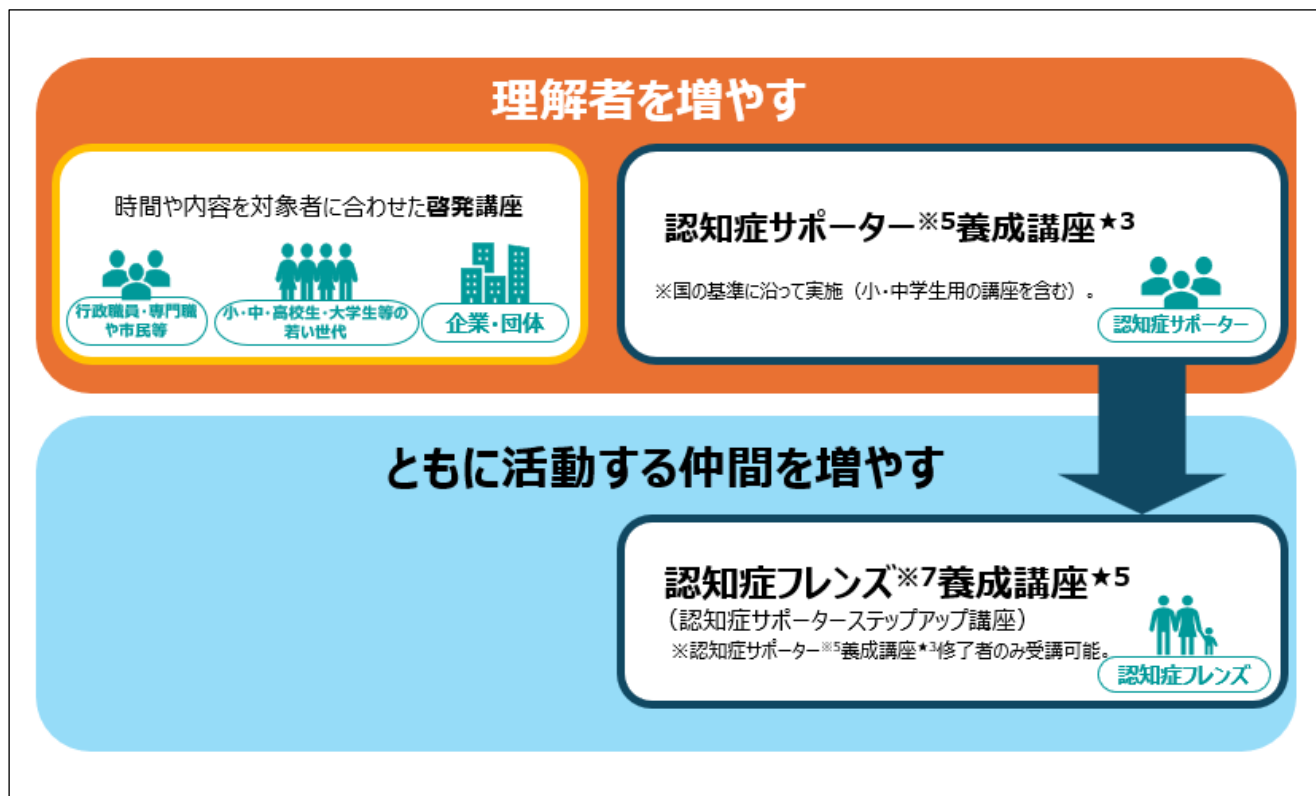 理解者を増やす
時間や内容を対象者に合わせた啓発講座
行政職員・専門職
や市民等
小・中・高校生・大学生等の
若い世代
企業・団体
認知症サポーター※5養成講座★3
※国の基準に沿って実施（小・中学生用の講座を含む）。
認知症サポーター
ともに活動する仲間を増やす
認知症フレンズ※7養成講座★5
（認知症サポーターステップアップ講座）
※認知症サポーター※5養成講座★3修了者のみ受講可能。
認知症フレンズ